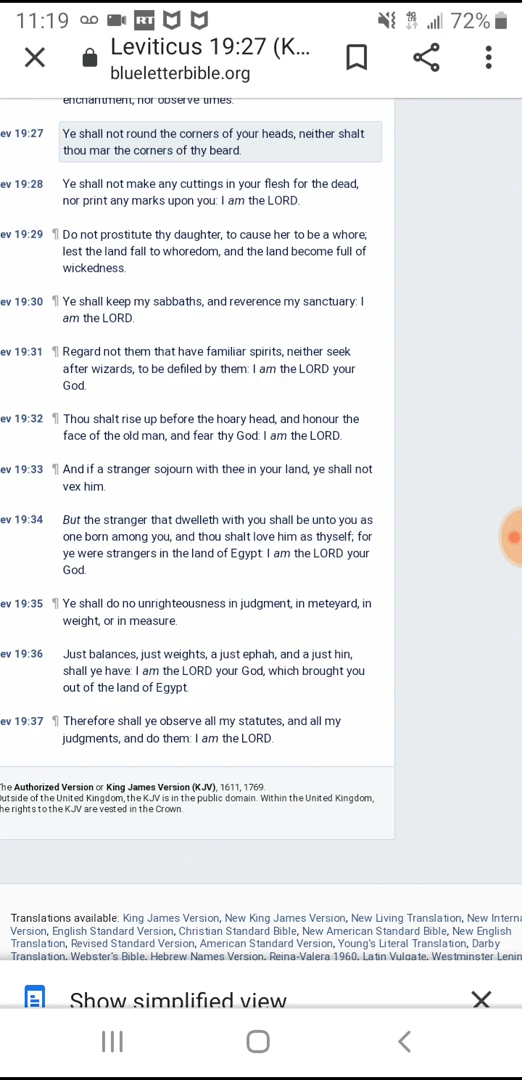 11:19 RT 4G 72%
Leviticus 19:27 (K...
blueletterbible.org
enchantment, nor observe times.
ev 19:27 Ye shall not round the corners of your heads, neither shalt
thou mar the corners of thy beard.
ev 19:28 Ye shall not make any cuttings in your flesh for the dead,
nor print any marks upon you: I am the LORD.
ev 19:29 ¶ Do not prostitute thy daughter, to cause her to be a whore;
lest the land fall to whoredom, and the land become full of
wickedness.
ev 19:30 ¶ Ye shall keep my sabbaths, and reverence my sanctuary: I
am the LORD.
ev 19:31 ¶ Regard not them that have familiar spirits, neither seek
after wizards, to be defiled by them: I am the LORD your
God.
ev 19:32 ¶ Thou shalt rise up before the hoary head, and honour the
face of the old man, and fear thy God: I am the LORD.
ev 19:33 ¶ And if a stranger sojourn with thee in your land, ye shall not
vex him.
ev 19:34 But the stranger that dwelleth with you shall be unto you as
one born among you, and thou shalt love him as thyself; for
ye were strangers in the land of Egypt: I am the LORD your
God.
ev 19:35 ¶ Ye shall do no unrighteousness in judgment, in meteyard, in
weight, or in measure.
ev 19:36 Just balances, just weights, a just ephah, and a just hin,
shall ye have: I am the LORD your God, which brought you
out of the land of Egypt.
ev 19:37 ¶ Therefore shall ye observe all my statutes, and all my
judgments, and do them: I am the LORD.
The Authorized Version or King James Version (KJV), 1611, 1769.
Outside of the United Kingdom, the KJV is in the public domain. Within the United Kingdom,
the rights to the KJV are vested in the Crown.
Translations available: King James Version, New King James Version, New Living Translation, New Interna
Version, English Standard Version, Christian Standard Bible, New American Standard Bible, New English
Translation, Revised Standard Version, American Standard Version, Young's Literal Translation, Darby
Translation, Webster's Bible, Hebrew Names Version, Reina-Valera 1960, Latin Vulgate, Westminster Lenin
Show simplified view